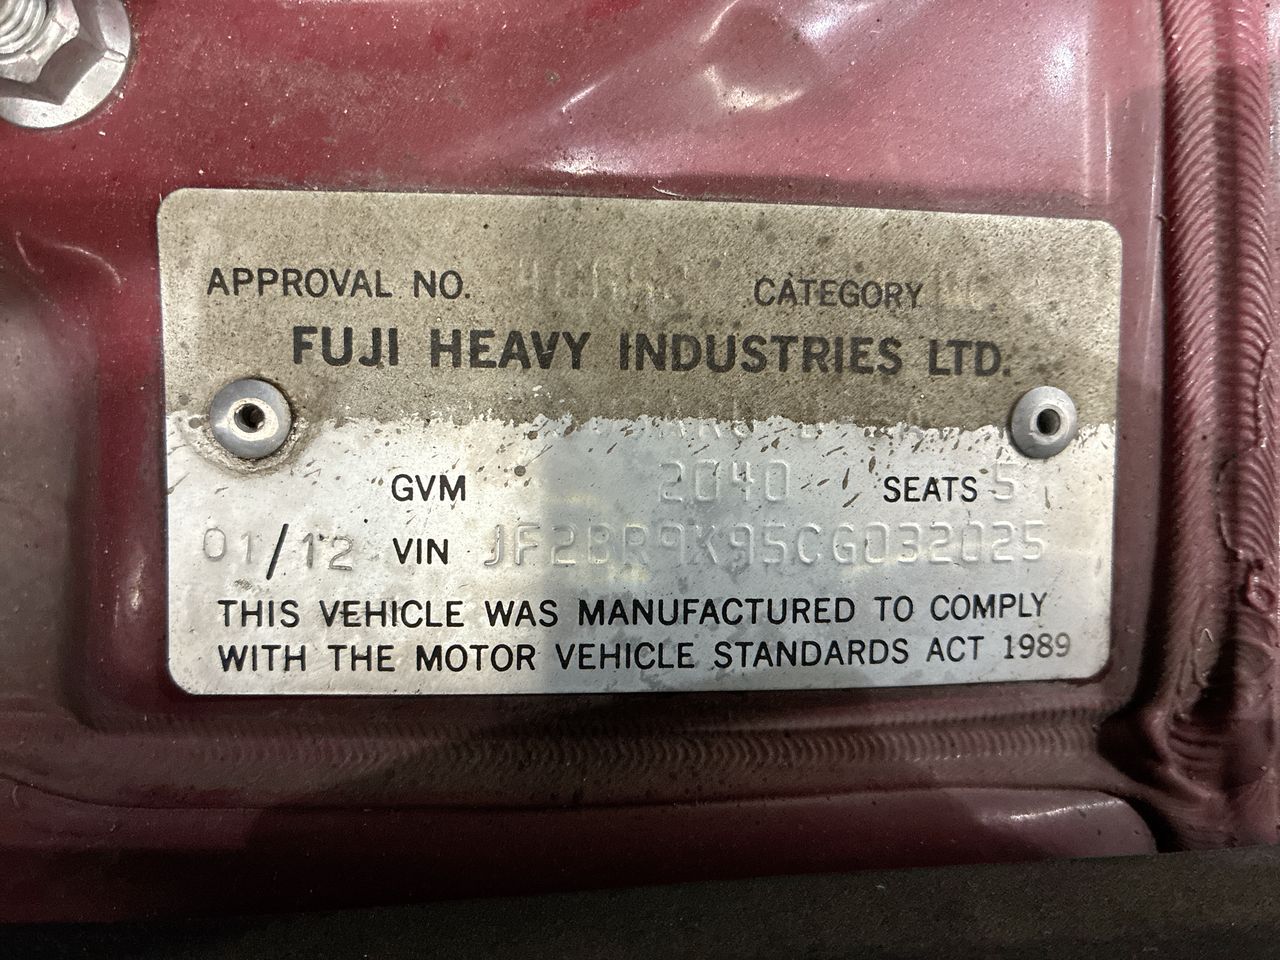 APPROVAL NO. CATEGORY
FUJI HEAVY INDUSTRIES LTD.
GVM 2040 SEATS 5
01/12 VIN JF2BR9K95CG032025
THIS VEHICLE WAS MANUFACTURED TO COMPLY
WITH THE MOTOR VEHICLE STANDARDS ACT 1989